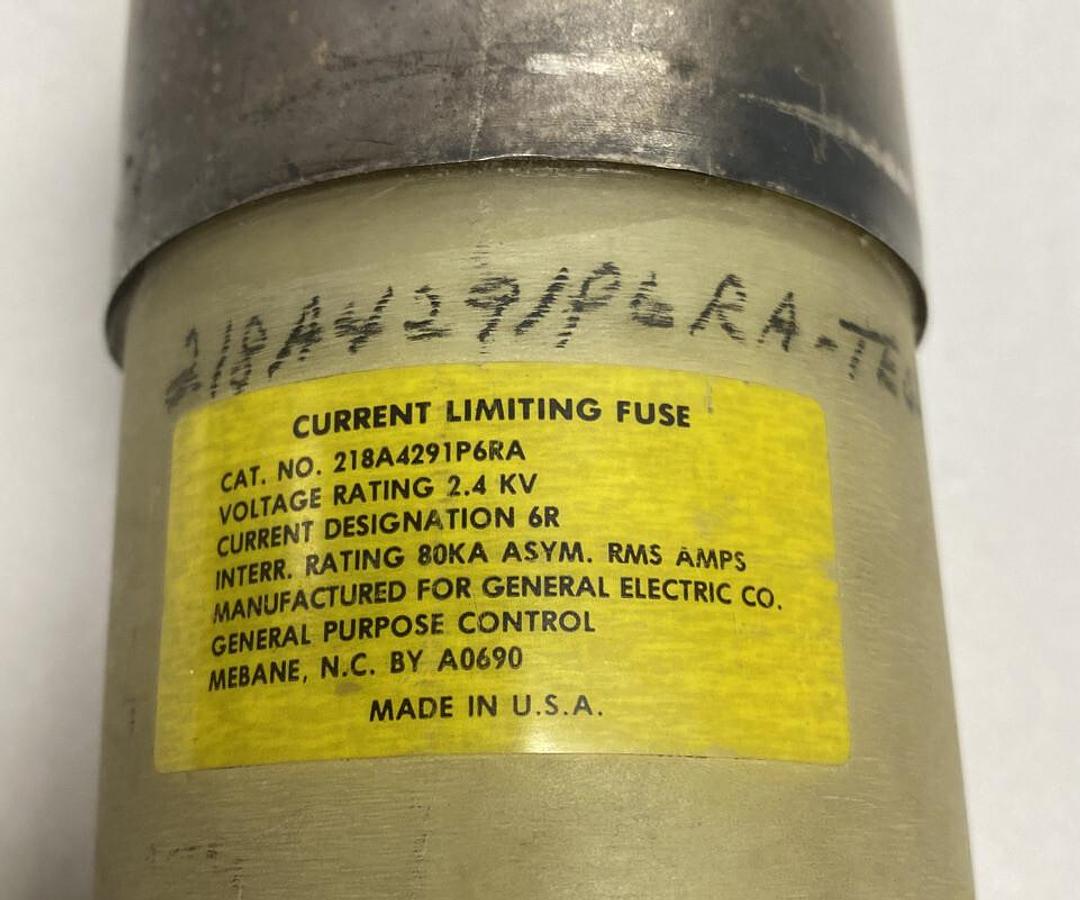 218A4291P6RA-TEC
CURRENT LIMITING FUSE
CAT. NO. 218A4291P6RA
VOLTAGE RATING 2.4 KV
CURRENT DESIGNATION 6R
INTERR. RATING 80KA ASYM. RMS AMPS
MANUFACTURED FOR GENERAL ELECTRIC CO.
GENERAL PURPOSE CONTROL
MEBANE, N.C. BY A0690
MADE IN U.S.A.